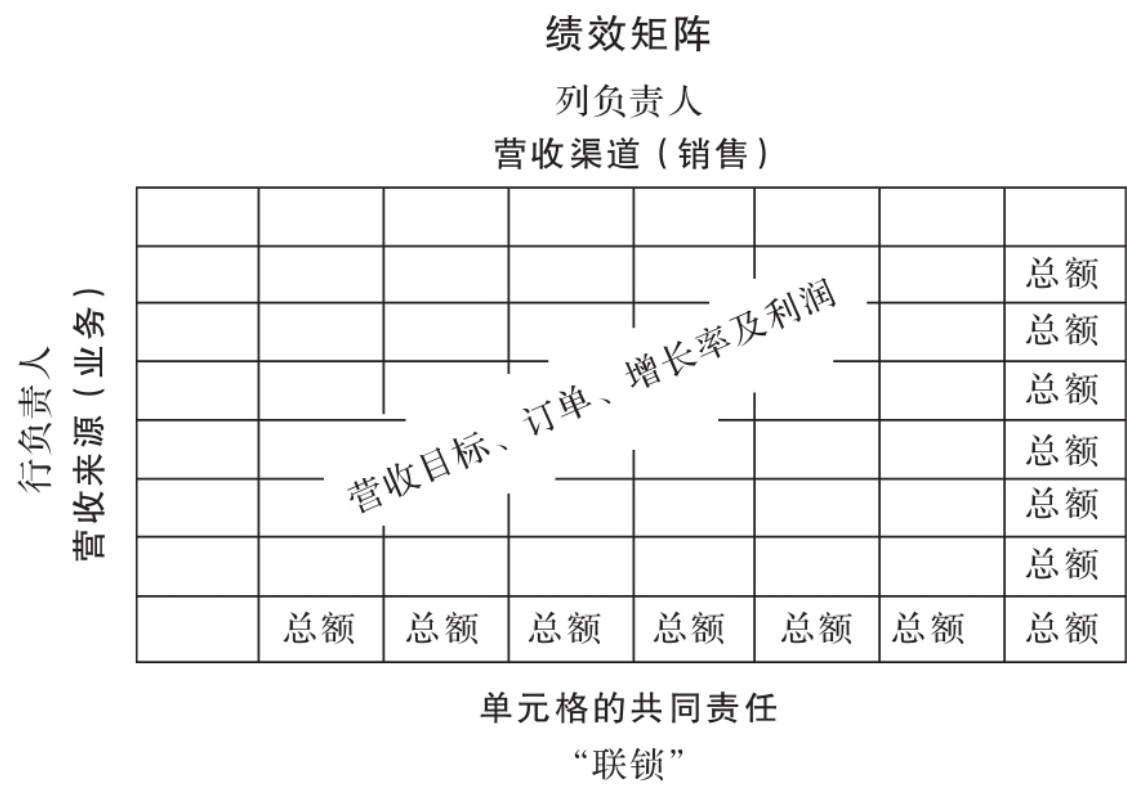 绩效矩阵
列负责人
营收渠道（销售）
行负责人
营收来源（业务）
总额
总额
总额
总额
总额
总额
营收目标、订单、增长率及利润
总额 总额 总额 总额 总额 总额 总额
单元格的共同责任
“联锁”